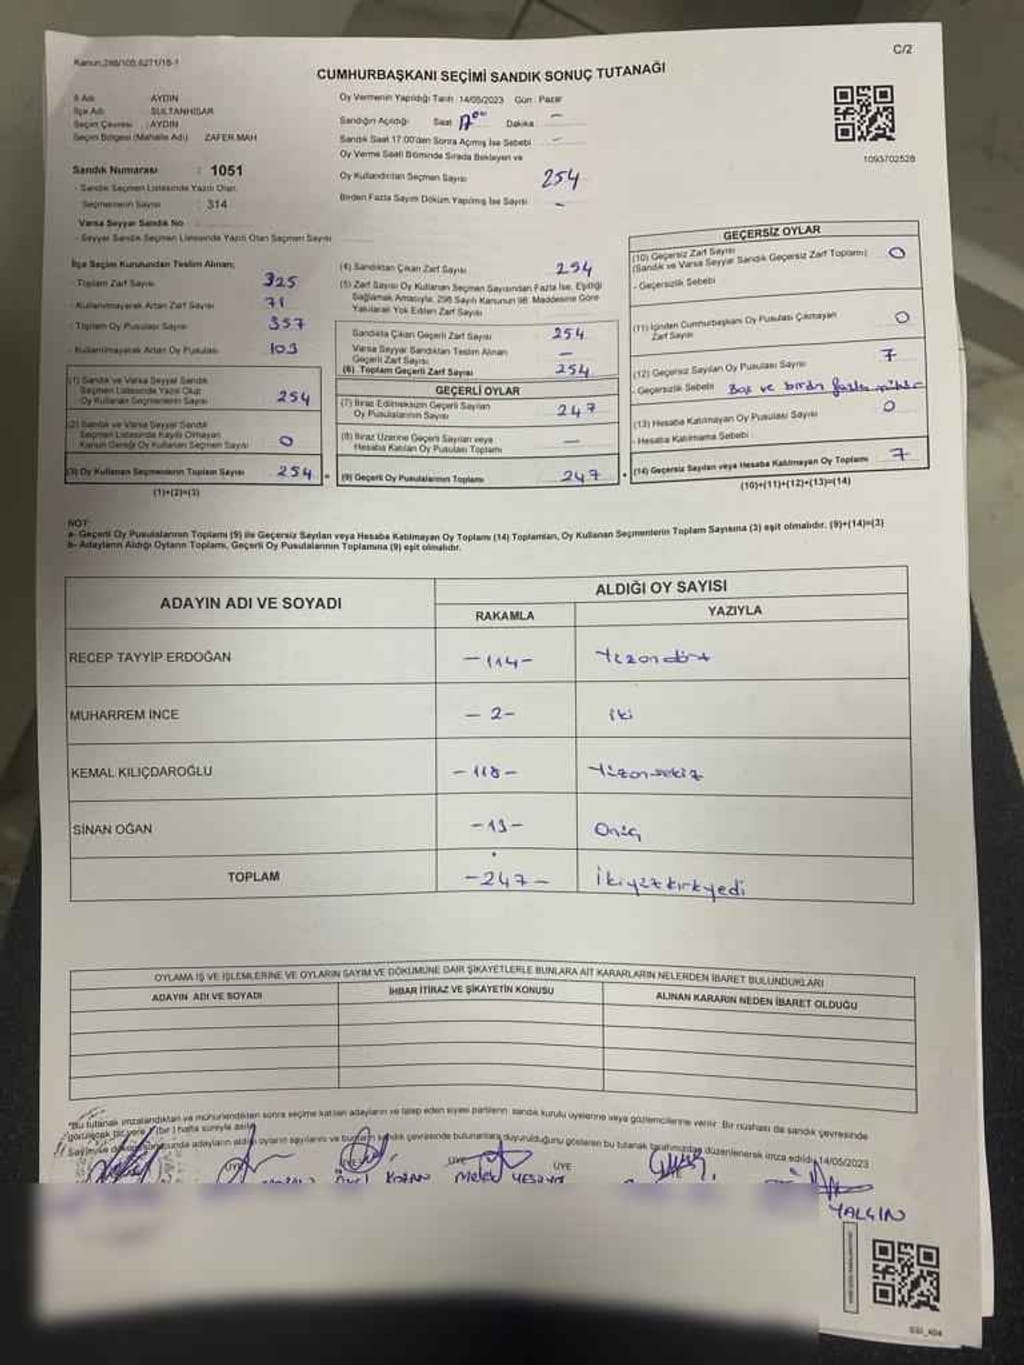 C/2
Kanun:298/105,6271/18-1
CUMHURBAŞKANI SEÇİMİ SANDIK SONUÇ TUTANAĞI
İl Adı AYDIN
İlçe Adı SULTANHİSAR
Seçim Çevresi : AYDIN
Seçim Bölgesi (Mahalle Adı) ZAFER MAH
Sandık Numarası : 1051
- Sandık Seçmen Listesinde Yazılı Olan
Seçmenlerin Sayısı : 314
Varsa Seyyar Sandık No
- Seyyar Sandık Seçmen Listesinde Yazılı Olan Seçmen Sayısı
Oy Vermenin Yapıldığı Tarih :14/05/2023 Gün : Pazar
Sandığın Açıldığı Saat 17:00 Dakika -
Sandık Saat 17:00'den Sonra Açılmış İse Sebebi -
Oy Verme Saati Bitiminde Sırada Bekleyen ve
Oy Kullandırılan Seçmen Sayısı 254
Birden Fazla Sayım Döküm Yapılmış İse Sayısı -
1093702528
İlçe Seçim Kurulundan Teslim Alınan;
- Toplam Zarf Sayısı 325
- Kullanılmayarak Artan Zarf Sayısı 71
- Toplam Oy Pusulası Sayısı 357
- Kullanılmayarak Artan Oy Pusulası 103
(1) Sandık ve Varsa Seyyar Sandık
Seçmen Listesinde Yazılı Olup
Oy Kullanan Seçmenlerin Sayısı 254
(2) Sandık ve Varsa Seyyar Sandık
Seçmen Listesinde Kayıtlı Olmayan
Kanun Gereği Oy Kullanan Seçmen Sayısı 0
(3) Oy Kullanan Seçmenlerin Toplam Sayısı 254 =
(1)+(2)=(3)
(4) Sandıktan Çıkan Zarf Sayısı 254
(5) Zarf Sayısı Oy Kullanan Seçmen Sayısından Fazla İse, Eşitliği
Sağlamak Amacıyla, 298 Sayılı Kanunun 98. Maddesine Göre
Yakılarak Yok Edilen Zarf Sayısı
Sandıkta Çıkan Geçerli Zarf Sayısı 254
Varsa Seyyar Sandıktan Teslim Alınan
Geçerli Zarf Sayısı -
(6) Toplam Geçerli Zarf Sayısı 254
GEÇERLİ OYLAR
(7) İtiraz Edilmeksizin Geçerli Sayılan
Oy Pusulalarının Sayısı 247
(8) İtiraz Üzerine Geçerli Sayılan veya
Hesaba Katılan Oy Pusulası Toplamı -
(9) Geçerli Oy Pusulalarının Toplamı 247 +
GEÇERSİZ OYLAR
(10) Geçersiz Zarf Sayısı
(Sandık ve Varsa Seyyar Sandık Geçersiz Zarf Toplamı) 0
- Geçersizlik Sebebi
(11) İçinden Cumhurbaşkanı Oy Pusulası Çıkmayan
Zarf Sayısı 0
(12) Geçersiz Sayılan Oy Pusulası Sayısı 7
- Geçersizlik Sebebi Boş ve birden fazla
(13) Hesaba Katılmayan Oy Pusulası Sayısı 0
- Hesaba Katılmama Sebebi
(14) Geçersiz Sayılan veya Hesaba Katılmayan Oy Toplamı 7
(10)+(11)+(12)+(13)=(14)
NOT:
a- Geçerli Oy Pusulalarının Toplamı (9) ile Geçersiz Sayılan veya Hesaba Katılmayan Oy Toplamı (14) Toplamları, Oy Kullanan Seçmenlerin Toplam Sayısına (3) eşit olmalıdır. (9)+(14)=(3)
b- Adayların Aldığı Oyların Toplamı, Geçerli Oy Pusulalarının Toplamına (9) eşit olmalıdır.
ADAYIN ADI VE SOYADI
ALDIĞI OY SAYISI
RAKAMLA YAZIYLA
RECEP TAYYİP ERDOĞAN -114- Yüzondört
MUHARREM İNCE -2- iki
KEMAL KILIÇDAROĞLU -118- Yüzonsekiz
SİNAN OĞAN -13- Onüç
TOPLAM -247- İkiyüzkırkyedi
OYLAMA İŞ VE İŞLEMLERİNE VE OYLARIN SAYIM VE DÖKÜMÜNE DAİR ŞİKAYETLERLE BUNLARA AİT KARARLARIN NELERDEN İBARET BULUNDUKLARI
ADAYIN ADI VE SOYADI
İHBAR İTİRAZ VE ŞİKAYETİN KONUSU
ALINAN KARARIN NEDEN İBARET OLDUĞU
"Bu tutanak imzalandıktan ve mühürlendikten sonra seçime katılan adayların ve talep eden siyasi partilerin sandık kurulu üyelerine veya gözlemcilerine verilir. Bir nüshası da sandık çevresinde
görülecek bir yere 1 (bir ) hafta süreyle asılır.
Sayım ve döküm sonucunda adayların aldığı oyların sayılarını ve bunların sandık çevresinde bulunanlara duyurulduğunu gösteren bu tutanak tarafımızdan düzenlenerek imza edildi. 14/05/2023
ÜYE ÜYE ÜYE ÜYE
YALÇIN